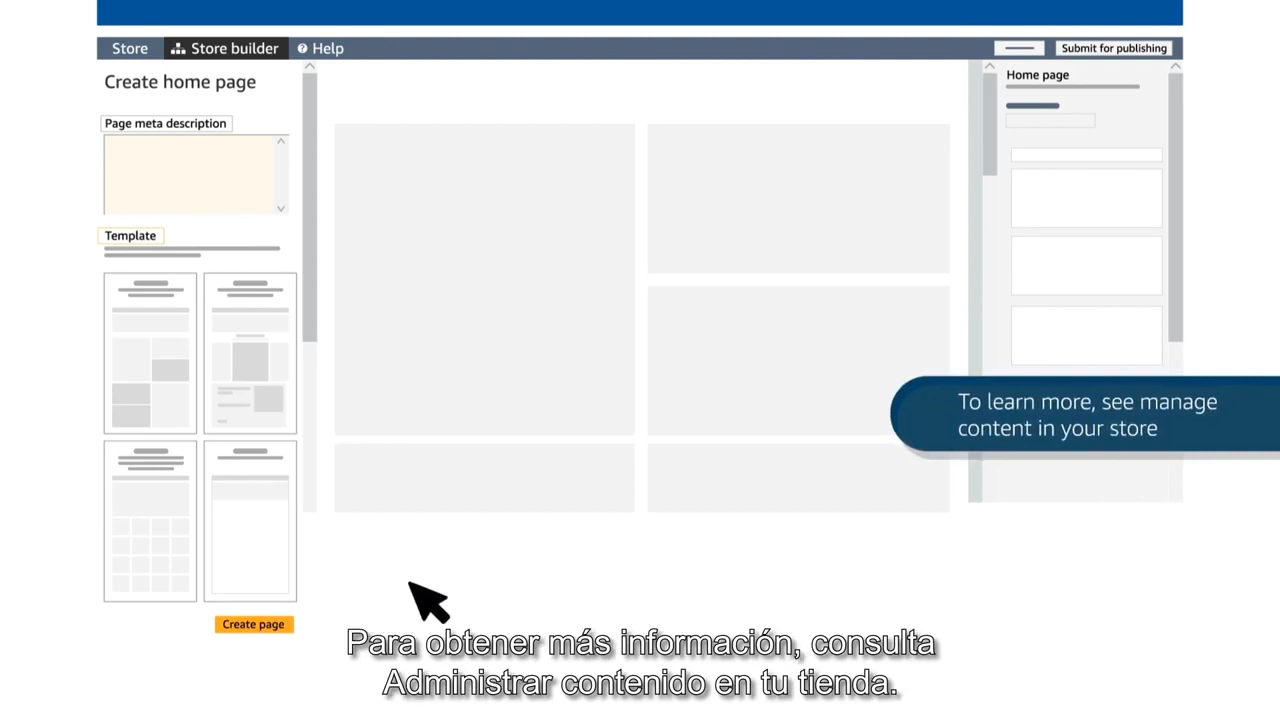 Store
Store builder
Help
Submit for publishing
Create home page
Page meta description
Template
Create page
Home page
To learn more, see manage
content in your store
Para obtener más información, consulta
Administrar contenido en tu tienda.